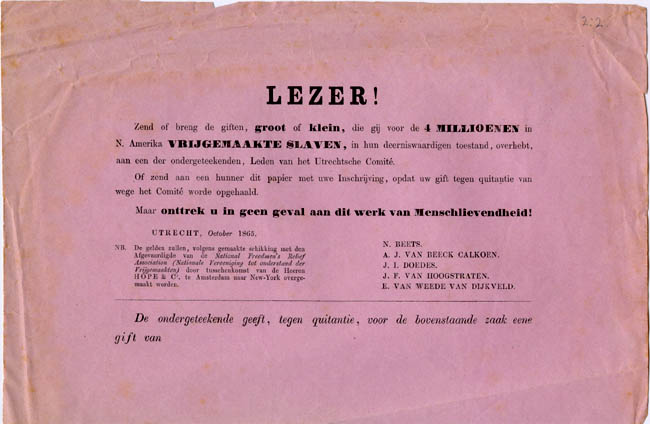 2:2.
LEZER!
Zend of breng de giften, groot of klein, die gij voor de 4 MILLIOENEN in
N. Amerika VRIJGEMAAKTE SLAVEN, in hun deerniswaardigen toestand, overhebt,
aan een der ondergeteekenden, Leden van het Utrechtsche Comité.
Of zend aan een hunner dit papier met uwe Inschrijving, opdat uw gift tegen quitantie van
wege het Comité worde opgehaald.
Maar onttrek u in geen geval aan dit werk van Menschlievendheid!
UTRECHT, October 1865.
NB. De gelden zullen, volgens gemaakte schikking met den
Afgevaardigde van de National Freedmen's Relief
Association (Nationale Vereeniging tot onderstand der
Vrijgemaakten) door tusschenkomst van de Heeren
HOPE & C°. te Amsterdam naar New-York overge-
maakt worden.
N. BEETS.
A. J. VAN BEECK CALKOEN.
J. I. DOEDES.
J. F. VAN HOOGSTRATEN.
E. VAN WEEDE VAN DIJKVELD.
De ondergeteekende geeft, tegen quitantie, voor de bovenstaande zaak eene
gift van